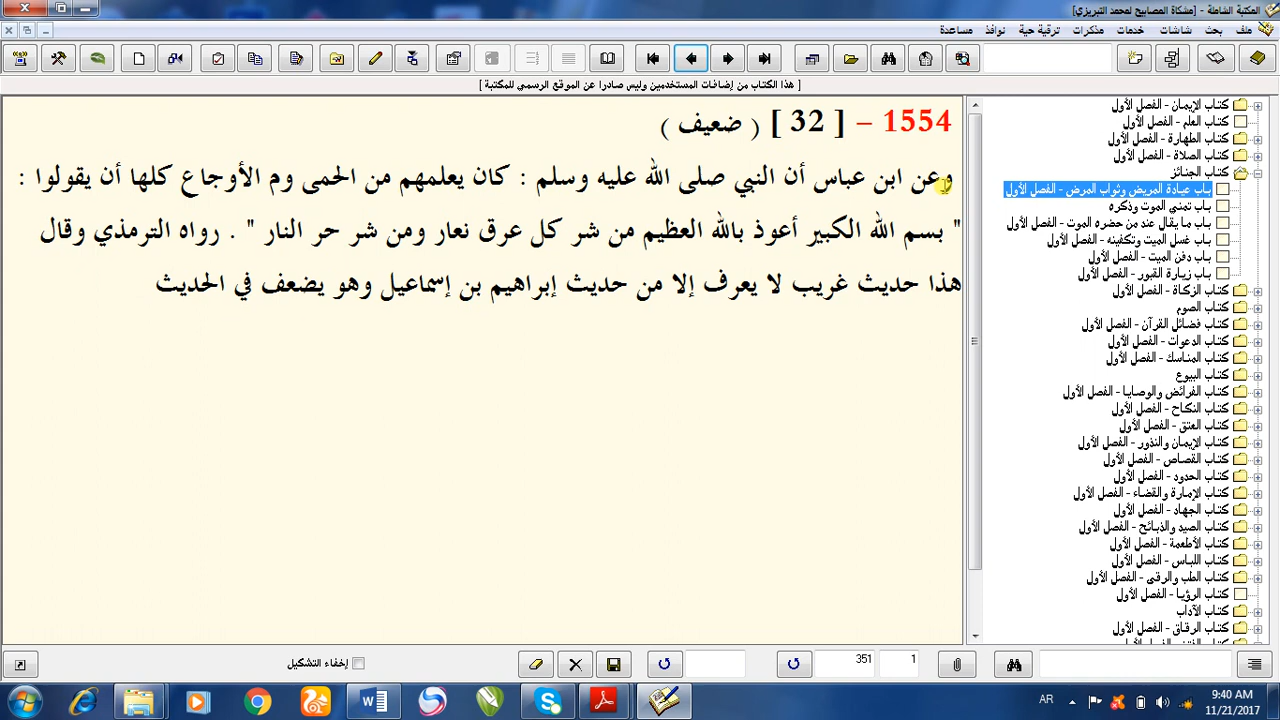 المكتبة الشاملة - [مشكاة المصابيح لمحمد التبريزي]
ملف بحث شاشات خدمات مذكرات ترقية حية نوافذ مساعدة
[ هذا الكتاب من إضافات المستخدمين وليس صادرا عن الموقع الرسمي للمكتبة ]
1554 - [ 32 ] ( ضعيف )
وعن ابن عباس أن النبي صلى الله عليه وسلم : كان يعلمهم من الحمى وم الأوجاع كلها أن يقولوا :
" بسم الله الكبير أعوذ بالله العظيم من شر كل عرق نعار ومن شر حر النار " . رواه الترمذي وقال
هذا حديث غريب لا يعرف إلا من حديث إبراهيم بن إسماعيل وهو يضعف في الحديث
كتاب الإيمان - الفصل الأول
كتاب العلم - الفصل الأول
كتاب الطهارة - الفصل الأول
كتاب الصلاة - الفصل الأول
كتاب الجنائز
باب عيادة المريض وثواب المرض - الفصل الأول
باب تمني الموت وذكره
باب ما يقال عند من حضره الموت - الفصل الأول
باب غسل الميت وتكفينه - الفصل الأول
باب دفن الميت - الفصل الأول
باب زيارة القبور - الفصل الأول
كتاب الزكاة - الفصل الأول
كتاب الصوم
كتاب فضائل القرآن - الفصل الأول
كتاب الدعوات - الفصل الأول
كتاب المناسك - الفصل الأول
كتاب البيوع
كتاب الفرائض والوصايا - الفصل الأول
كتاب النكاح - الفصل الأول
كتاب العتق - الفصل الأول
كتاب الإيمان والنذور - الفصل الأول
كتاب القصاص - الفصل الأول
كتاب الحدود - الفصل الأول
كتاب الإمارة والقضاء - الفصل الأول
كتاب الجهاد - الفصل الأول
كتاب الصيد والذبائح - الفصل الأول
كتاب الأطعمة - الفصل الأول
كتاب اللباس - الفصل الأول
كتاب الطب والرقى - الفصل الأول
كتاب الرؤيا - الفصل الأول
كتاب الآداب
كتاب الرقاق - الفصل الأول
1 351 إخفاء التشكيل
AR 9:40 AM
11/21/2017